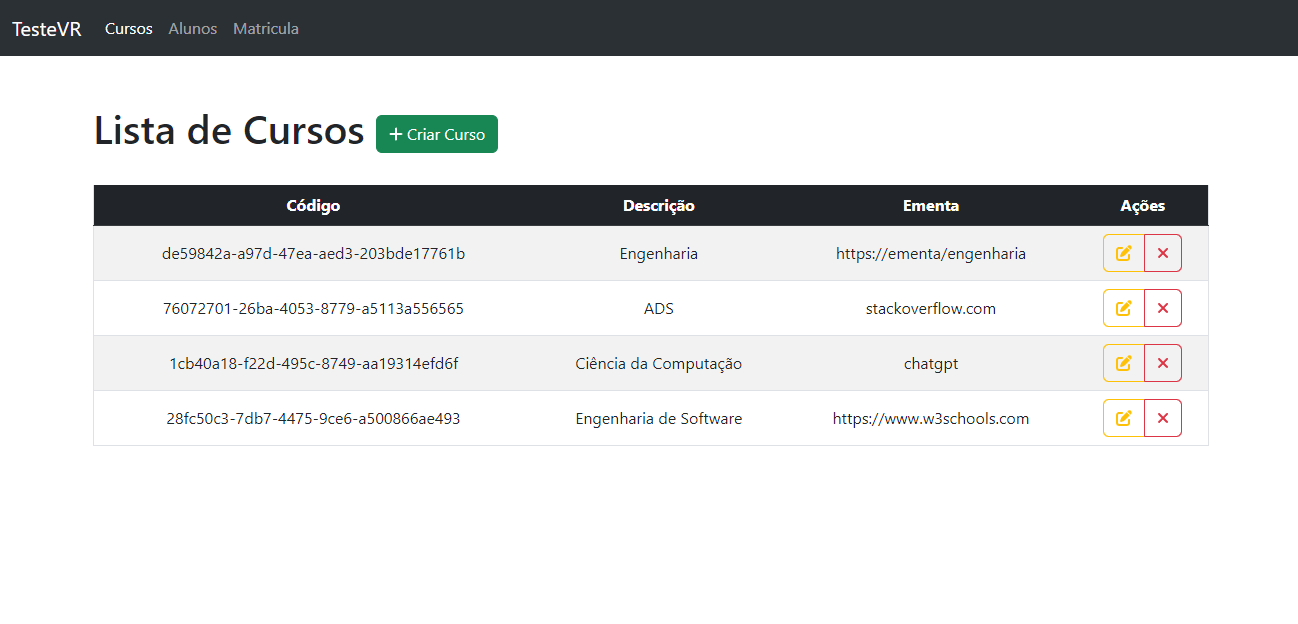 TesteVR Cursos Alunos Matricula
Lista de Cursos + Criar Curso
Código Descrição Ementa Ações
de59842a-a97d-47ea-aed3-203bde17761b Engenharia https://ementa/engenharia
76072701-26ba-4053-8779-a5113a556565 ADS stackoverflow.com
1cb40a18-f22d-495c-8749-aa19314efd6f Ciência da Computação chatgpt
28fc50c3-7db7-4475-9ce6-a500866ae493 Engenharia de Software https://www.w3schools.com